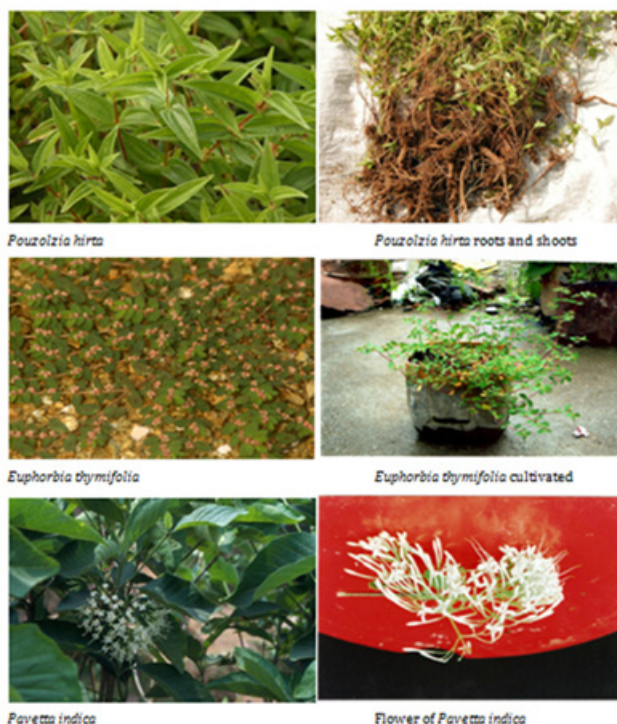 Pouzolzia hirta
Pouzolzia hirta roots and shoots
Euphorbia thymifolia
Euphorbia thymifolia cultivated
Pavetta indica
Flower of Pavetta indica